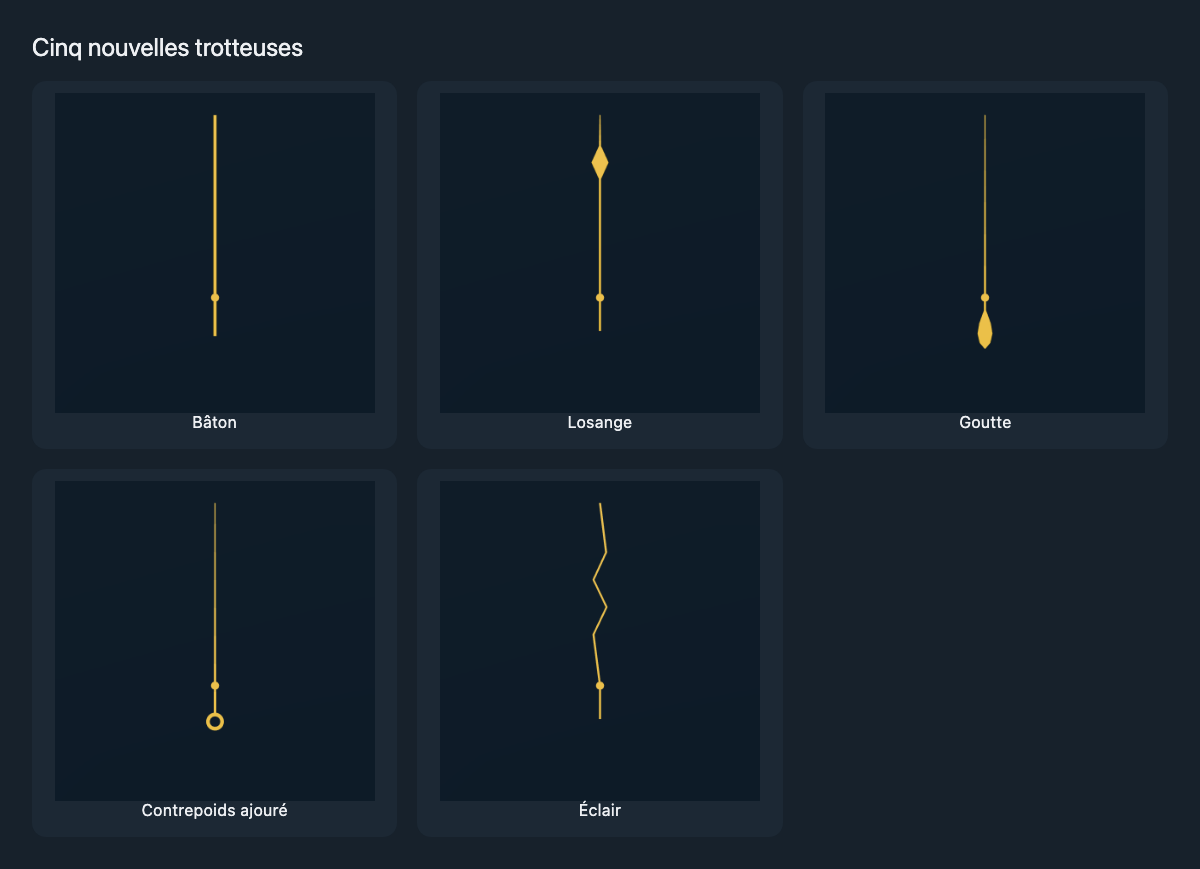 Cinq nouvelles trotteuses
Bâton
Losange
Goutte
Contrepoids ajouré
Éclair